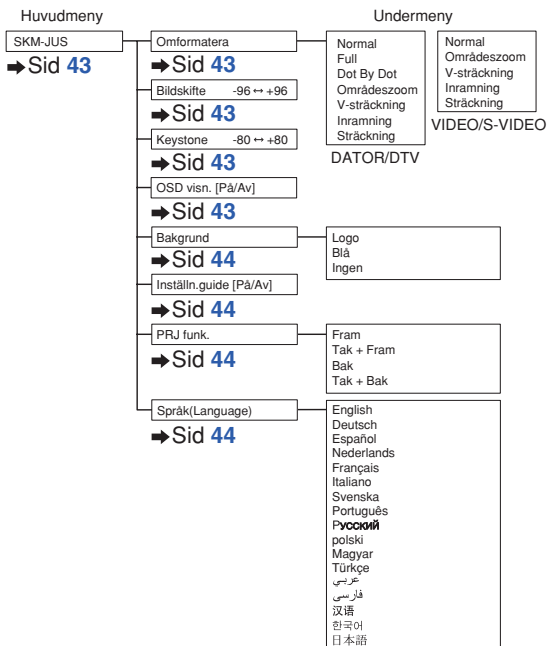 Huvudmeny
Undermeny
SKM-JUS
➡Sid 43
Omformatera
➡Sid 43
Normal
Full
Dot By Dot
Områdeszoom
V-sträckning
Inramning
Sträckning
DATOR/DTV
Normal
Områdeszoom
V-sträckning
Inramning
Sträckning
VIDEO/S-VIDEO
Bildskifte -96 ↔ +96
➡Sid 43
Keystone -80 ↔ +80
➡Sid 43
OSD visn. [På/Av]
➡Sid 43
Bakgrund
➡Sid 44
Logo
Blå
Ingen
Inställn.guide [På/Av]
➡Sid 44
PRJ funk.
➡Sid 44
Fram
Tak + Fram
Bak
Tak + Bak
Språk(Language)
➡Sid 44
English
Deutsch
Español
Nederlands
Français
Italiano
Svenska
Português
Русский
polski
Magyar
Türkçe
عربي
فارسی
汉语
한국어
日本語